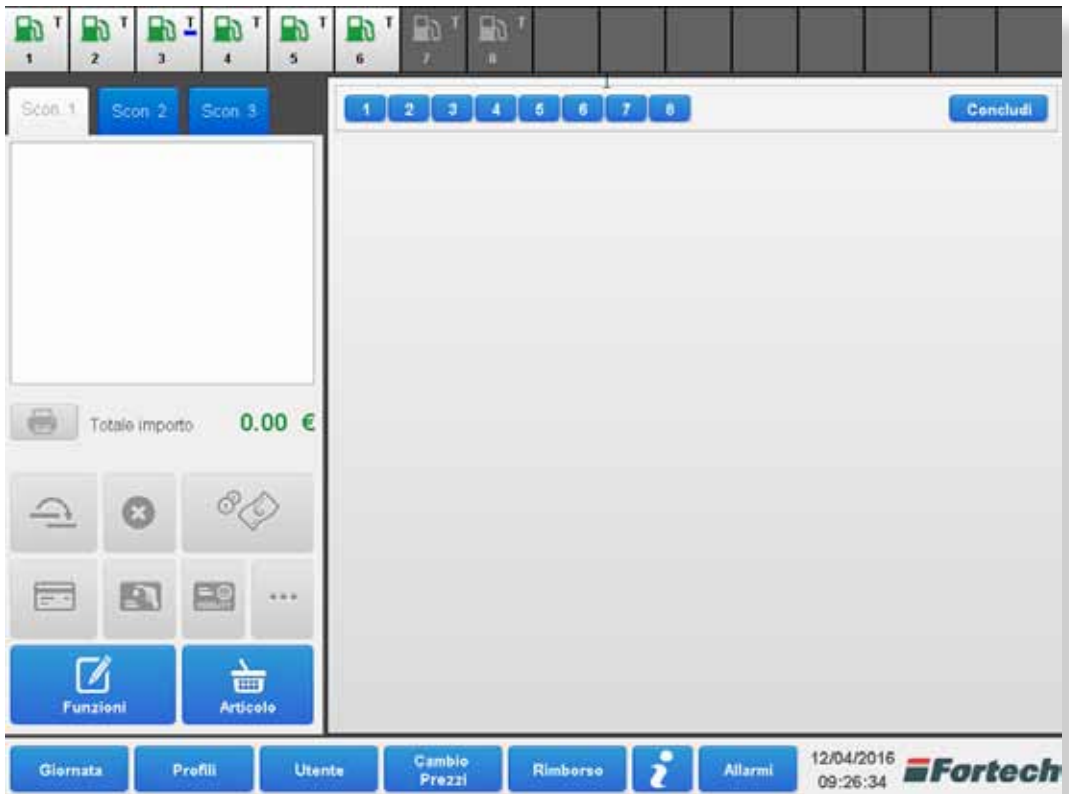 T T T T T T T T
1 2 3 4 5 6 7 8
Scon. 1 Scon. 2 Scon. 3
1 2 3 4 5 6 7 8 Concludi
Totale importo 0.00 €
Funzioni Articolo
Giornata Profili Utente Cambio Prezzi Rimborso i Allarmi
12/04/2016
09:26:34
Fortech